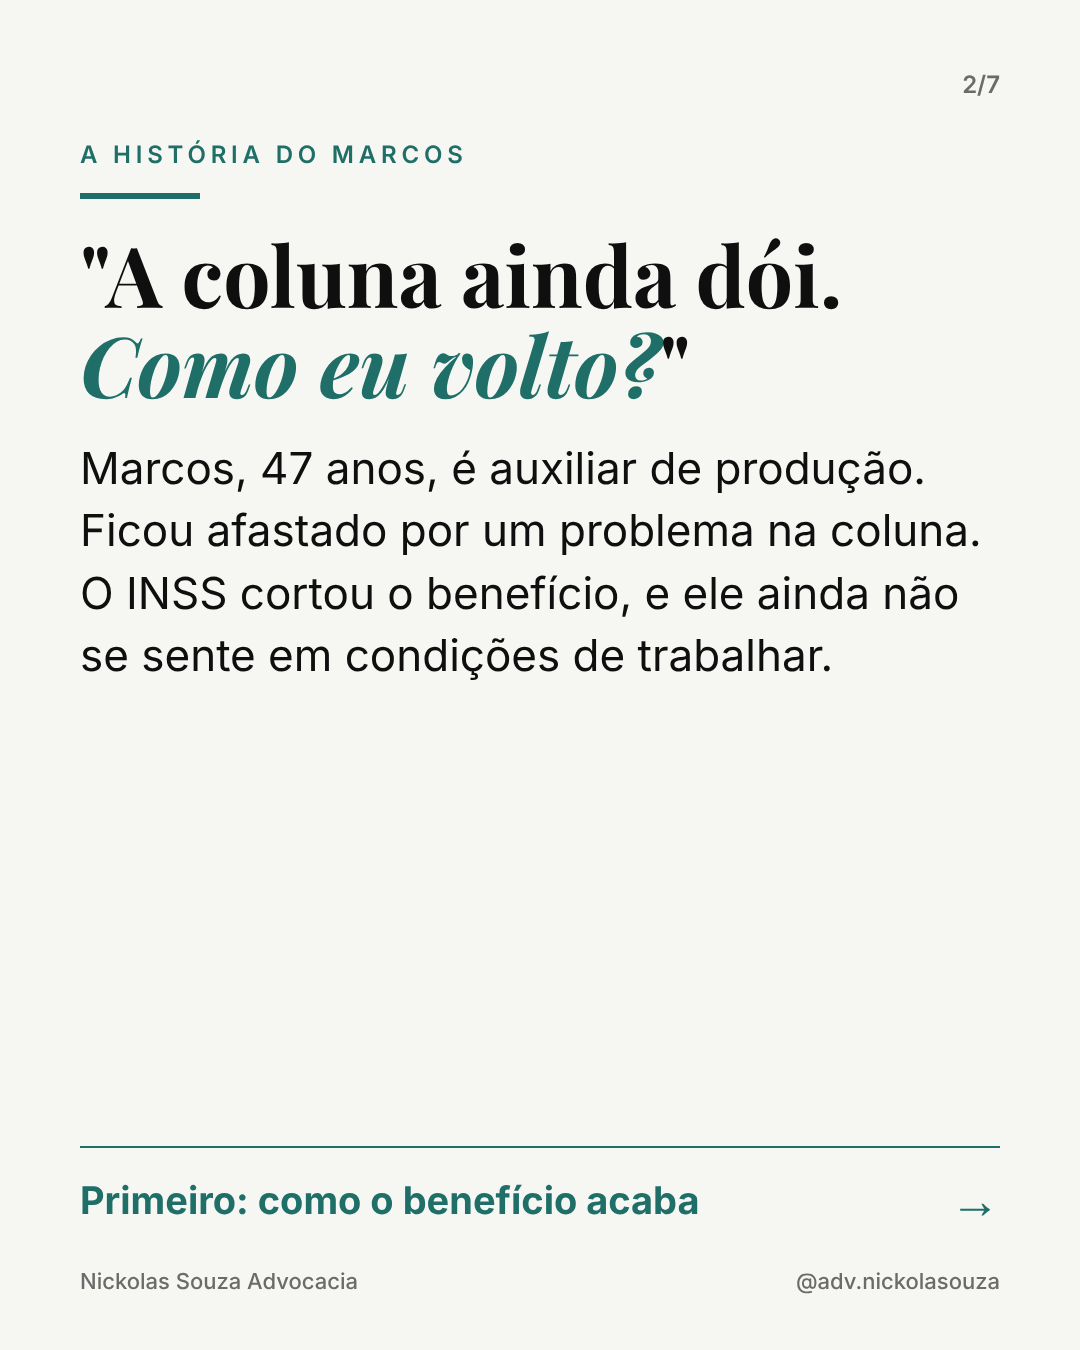 2/7
A HISTÓRIA DO MARCOS
"A coluna ainda dói.
Como eu volto?"
Marcos, 47 anos, é auxiliar de produção.
Ficou afastado por um problema na coluna.
O INSS cortou o benefício, e ele ainda não
se sente em condições de trabalhar.
Primeiro: como o benefício acaba →
Nickolas Souza Advocacia
@adv.nickolasouza